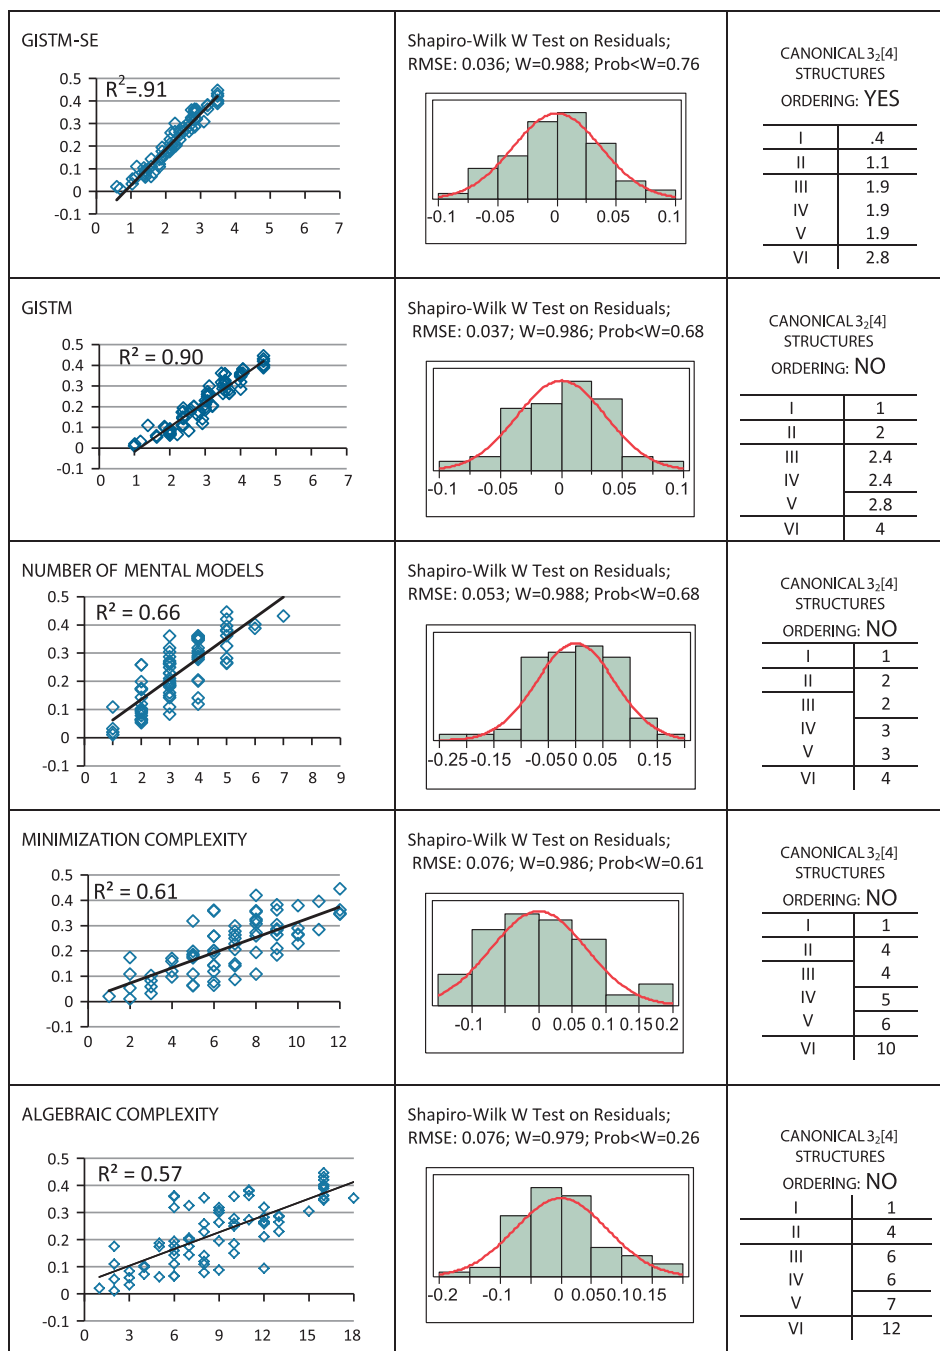 GISTM-SE
R²=.91
0.5
0.4
0.3
0.2
0.1
0
-0.1
0 1 2 3 4 5 6 7
Shapiro-Wilk W Test on Residuals;
RMSE: 0.036; W=0.988; Prob<W=0.76
-0.1 -0.05 0 0.05 0.1
CANONICAL 3₂[4]
STRUCTURES
ORDERING: YES
I .4
II 1.1
III 1.9
IV 1.9
V 1.9
VI 2.8
GISTM
R² = 0.90
0.5
0.4
0.3
0.2
0.1
0
-0.1
0 1 2 3 4 5 6 7
Shapiro-Wilk W Test on Residuals;
RMSE: 0.037; W=0.986; Prob<W=0.68
-0.1 -0.05 0 0.05 0.1
CANONICAL 3₂[4]
STRUCTURES
ORDERING: NO
I 1
II 2
III 2.4
IV 2.4
V 2.8
VI 4
NUMBER OF MENTAL MODELS
R² = 0.66
0.5
0.4
0.3
0.2
0.1
0
-0.1
0 1 2 3 4 5 6 7 8 9
Shapiro-Wilk W Test on Residuals;
RMSE: 0.053; W=0.988; Prob<W=0.68
-0.25 -0.15 -0.05 0 0.05 0.15
CANONICAL 3₂[4]
STRUCTURES
ORDERING: NO
I 1
II 2
III 2
IV 3
V 3
VI 4
MINIMIZATION COMPLEXITY
R² = 0.61
0.5
0.4
0.3
0.2
0.1
0
-0.1
0 2 4 6 8 10 12
Shapiro-Wilk W Test on Residuals;
RMSE: 0.076; W=0.986; Prob<W=0.61
-0.1 0 0.05 0.1 0.15 0.2
CANONICAL 3₂[4]
STRUCTURES
ORDERING: NO
I 1
II 4
III 4
IV 5
V 6
VI 10
ALGEBRAIC COMPLEXITY
R² = 0.57
0.5
0.4
0.3
0.2
0.1
0
-0.1
0 3 6 9 12 15 18
Shapiro-Wilk W Test on Residuals;
RMSE: 0.076; W=0.979; Prob<W=0.26
-0.2 -0.1 0 0.05 0.1 0.15
CANONICAL 3₂[4]
STRUCTURES
ORDERING: NO
I 1
II 4
III 6
IV 6
V 7
VI 12